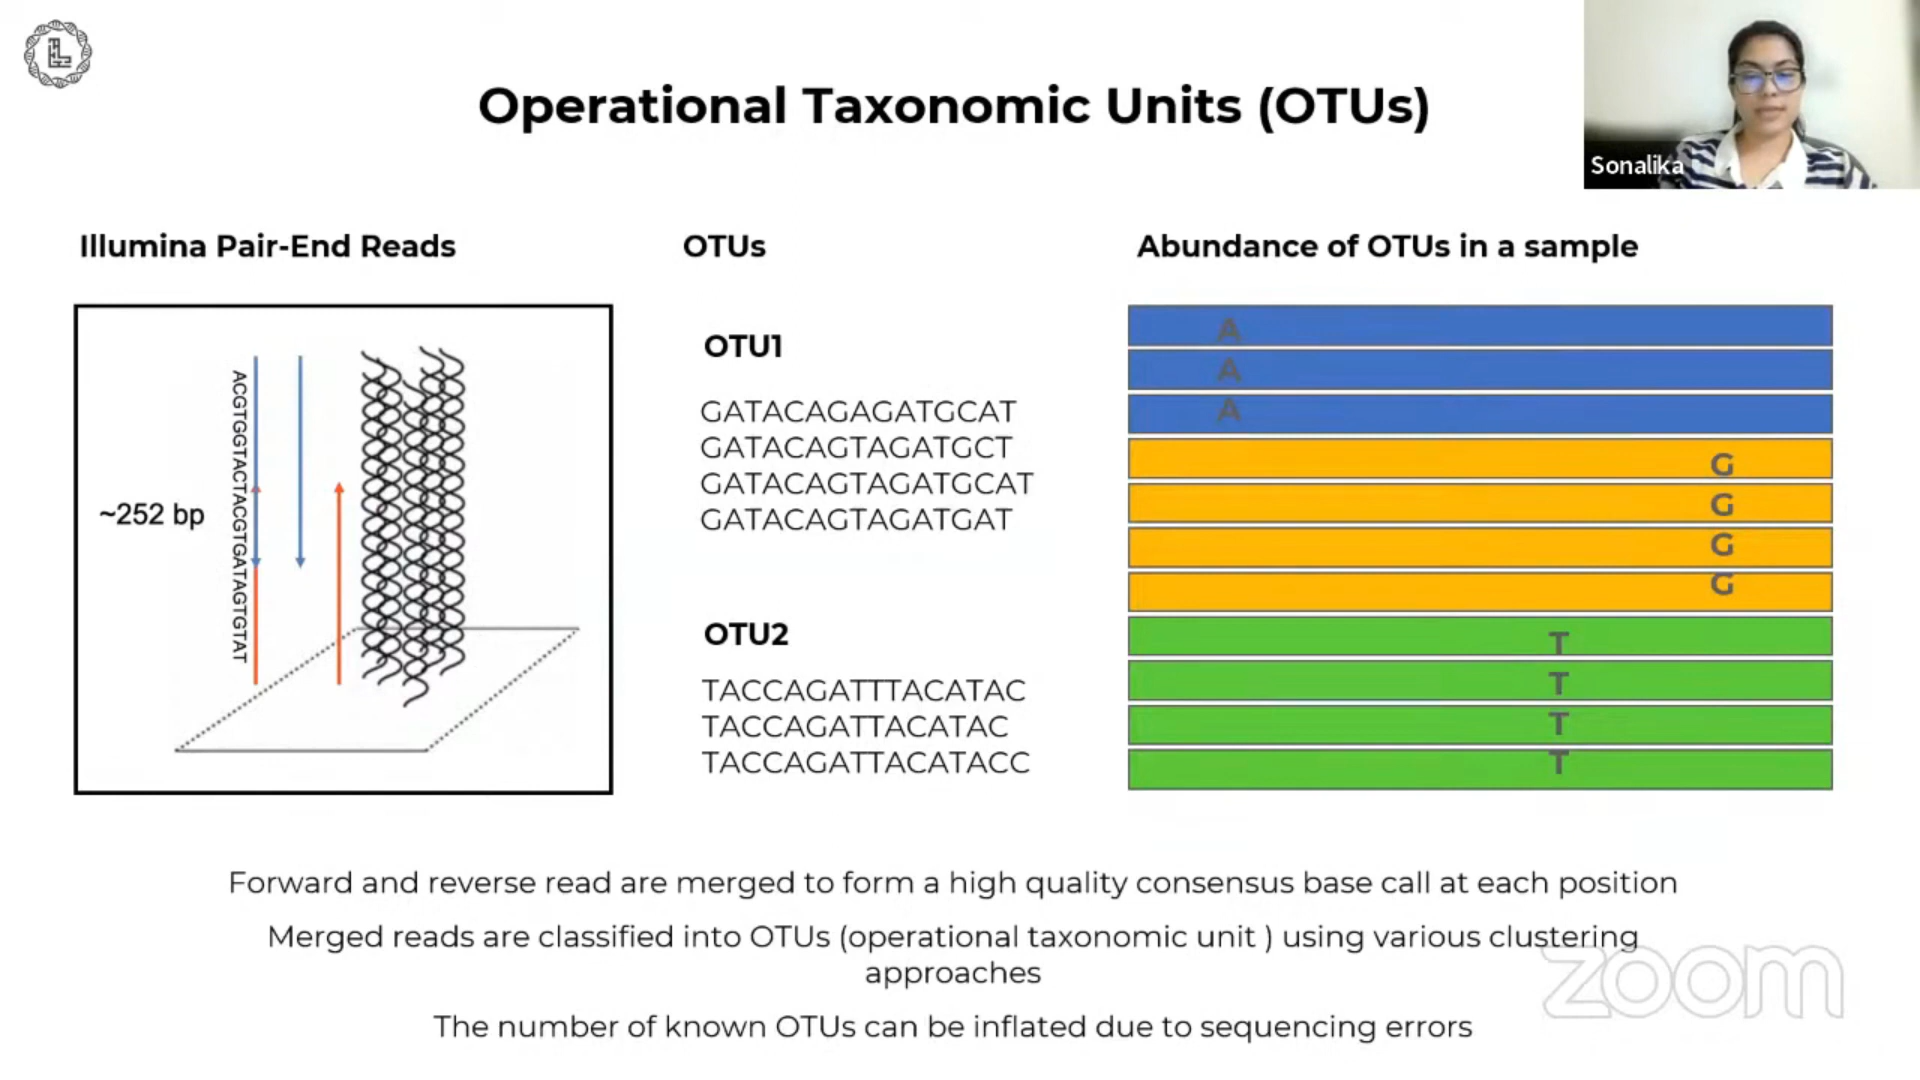 Operational Taxonomic Units (OTUs)
Sonalika
Illumina Pair-End Reads
OTUs
Abundance of OTUs in a sample
ACGTGGTACTACGTGATAGTGTAT
~252 bp
OTU1
GATACAGAGATGCAT
GATACAGTAGATGCT
GATACAGTAGATGCAT
GATACAGTAGATGAT
OTU2
TACCAGATTTACATAC
TACCAGATTACATAC
TACCAGATTACATACC
A
A
A
G
G
G
G
T
T
T
T
Forward and reverse read are merged to form a high quality consensus base call at each position
Merged reads are classified into OTUs (operational taxonomic unit ) using various clustering
approaches
The number of known OTUs can be inflated due to sequencing errors
zoom